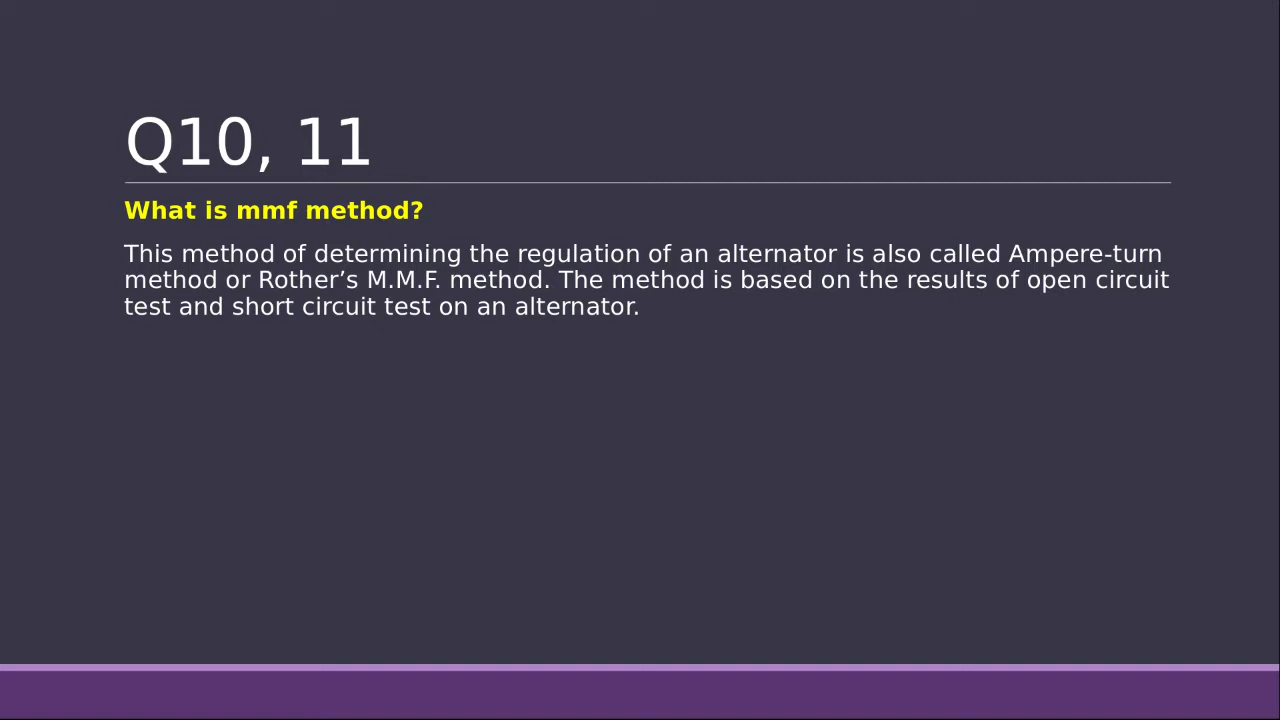 Q10, 11
What is mmf method?
This method of determining the regulation of an alternator is also called Ampere-turn
method or Rother’s M.M.F. method. The method is based on the results of open circuit
test and short circuit test on an alternator.